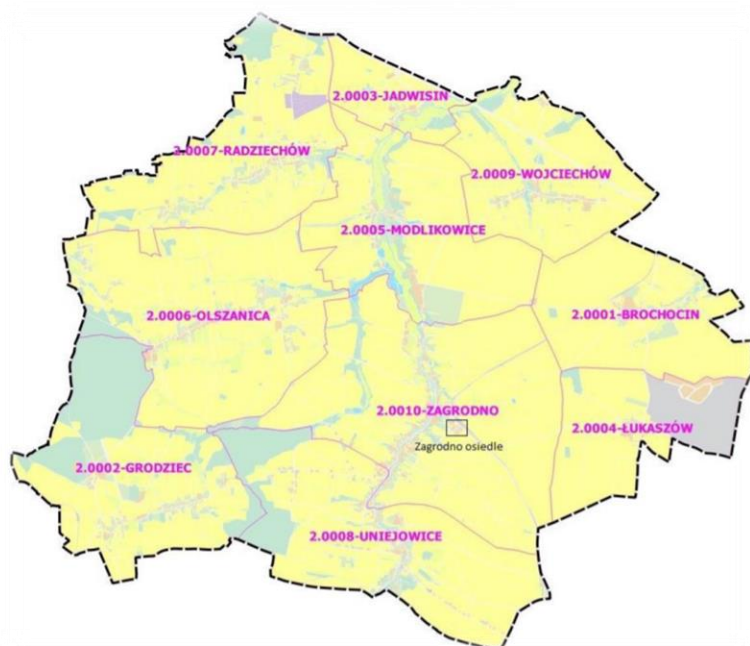 2.0003-JADWISIN
2.0007-RADZIECHÓW
2.0009-WOJCIECHÓW
2.0005-MODLIKOWICE
2.0006-OLSZANICA
2.0001-BROCHOCIN
2.0010-ZAGRODNO
2.0004-ŁUKASZÓW
Zagrodno osiedle
2.0002-GRODZIEC
2.0008-UNIEJOWICE